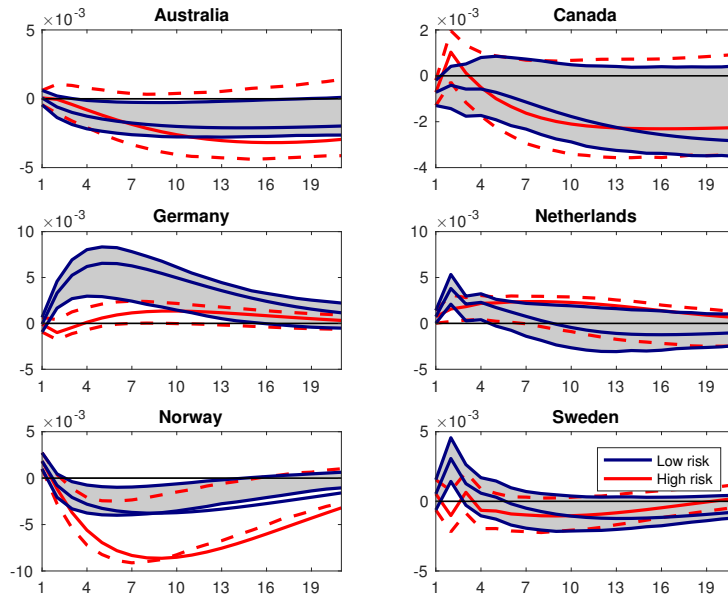 Australia
×10⁻³
5
0
-5
1 4 7 10 13 16 19
Canada
×10⁻³
2
0
-2
-4
1 4 7 10 13 16 19
Germany
×10⁻³
10
5
0
-5
1 4 7 10 13 16 19
Netherlands
×10⁻³
10
5
0
-5
1 4 7 10 13 16 19
Norway
×10⁻³
5
0
-5
-10
1 4 7 10 13 16 19
Sweden
×10⁻³
5
0
-5
Low risk
High risk
1 4 7 10 13 16 19